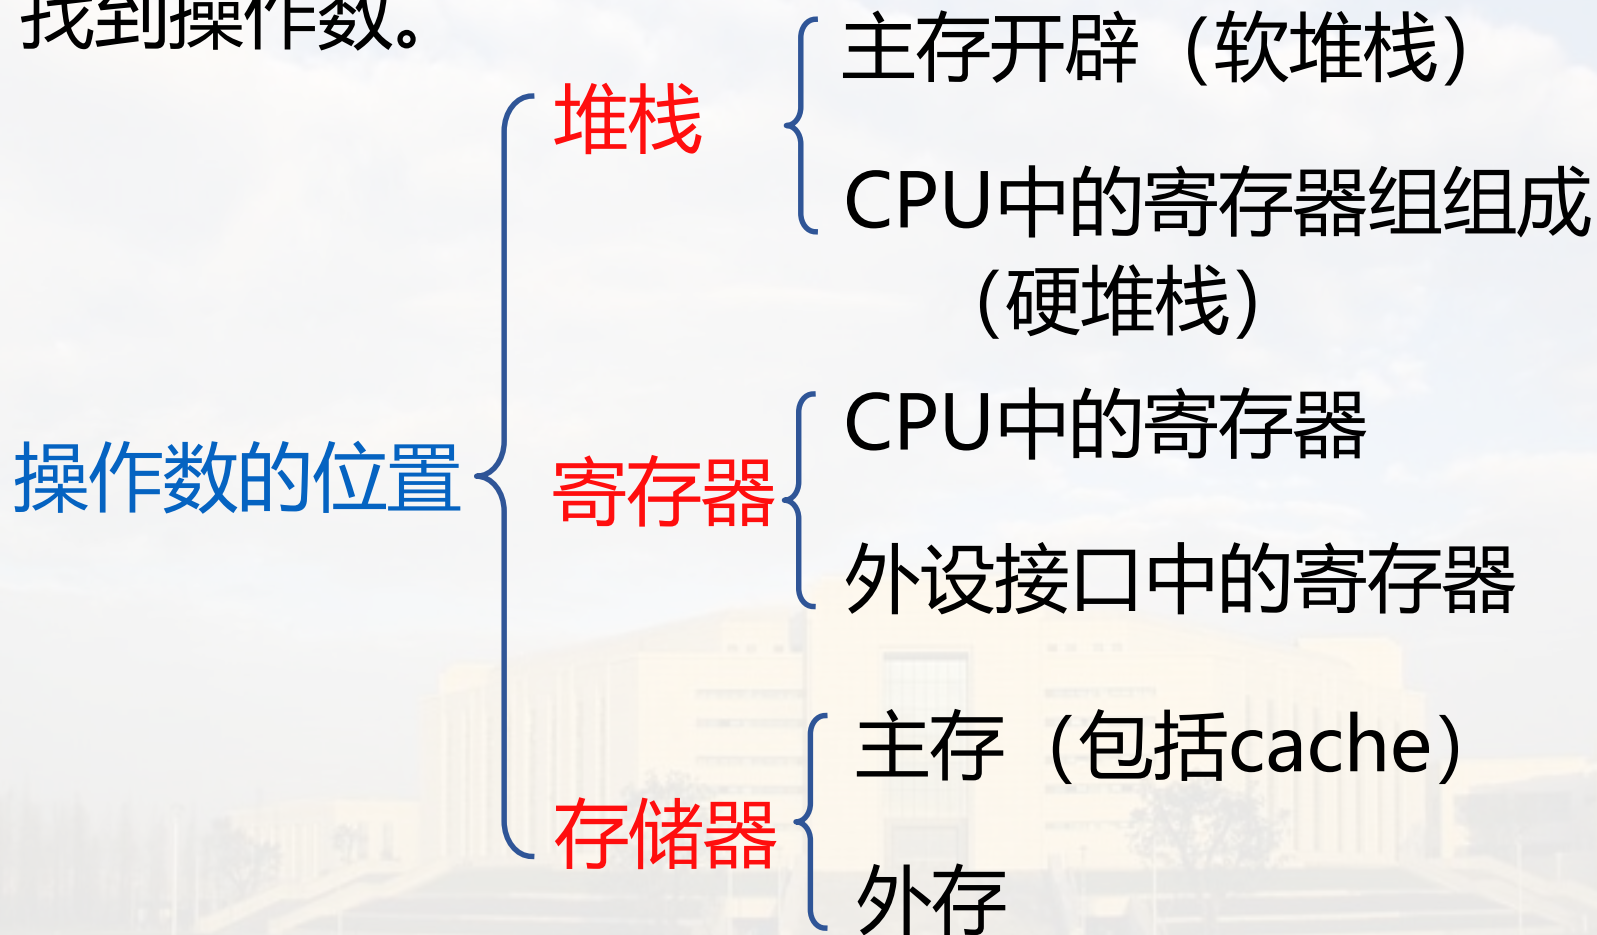 找到操作数。
操作数的位置
堆栈
主存开辟（软堆栈）
CPU中的寄存器组组成
（硬堆栈）
寄存器
CPU中的寄存器
外设接口中的寄存器
存储器
主存（包括cache）
外存